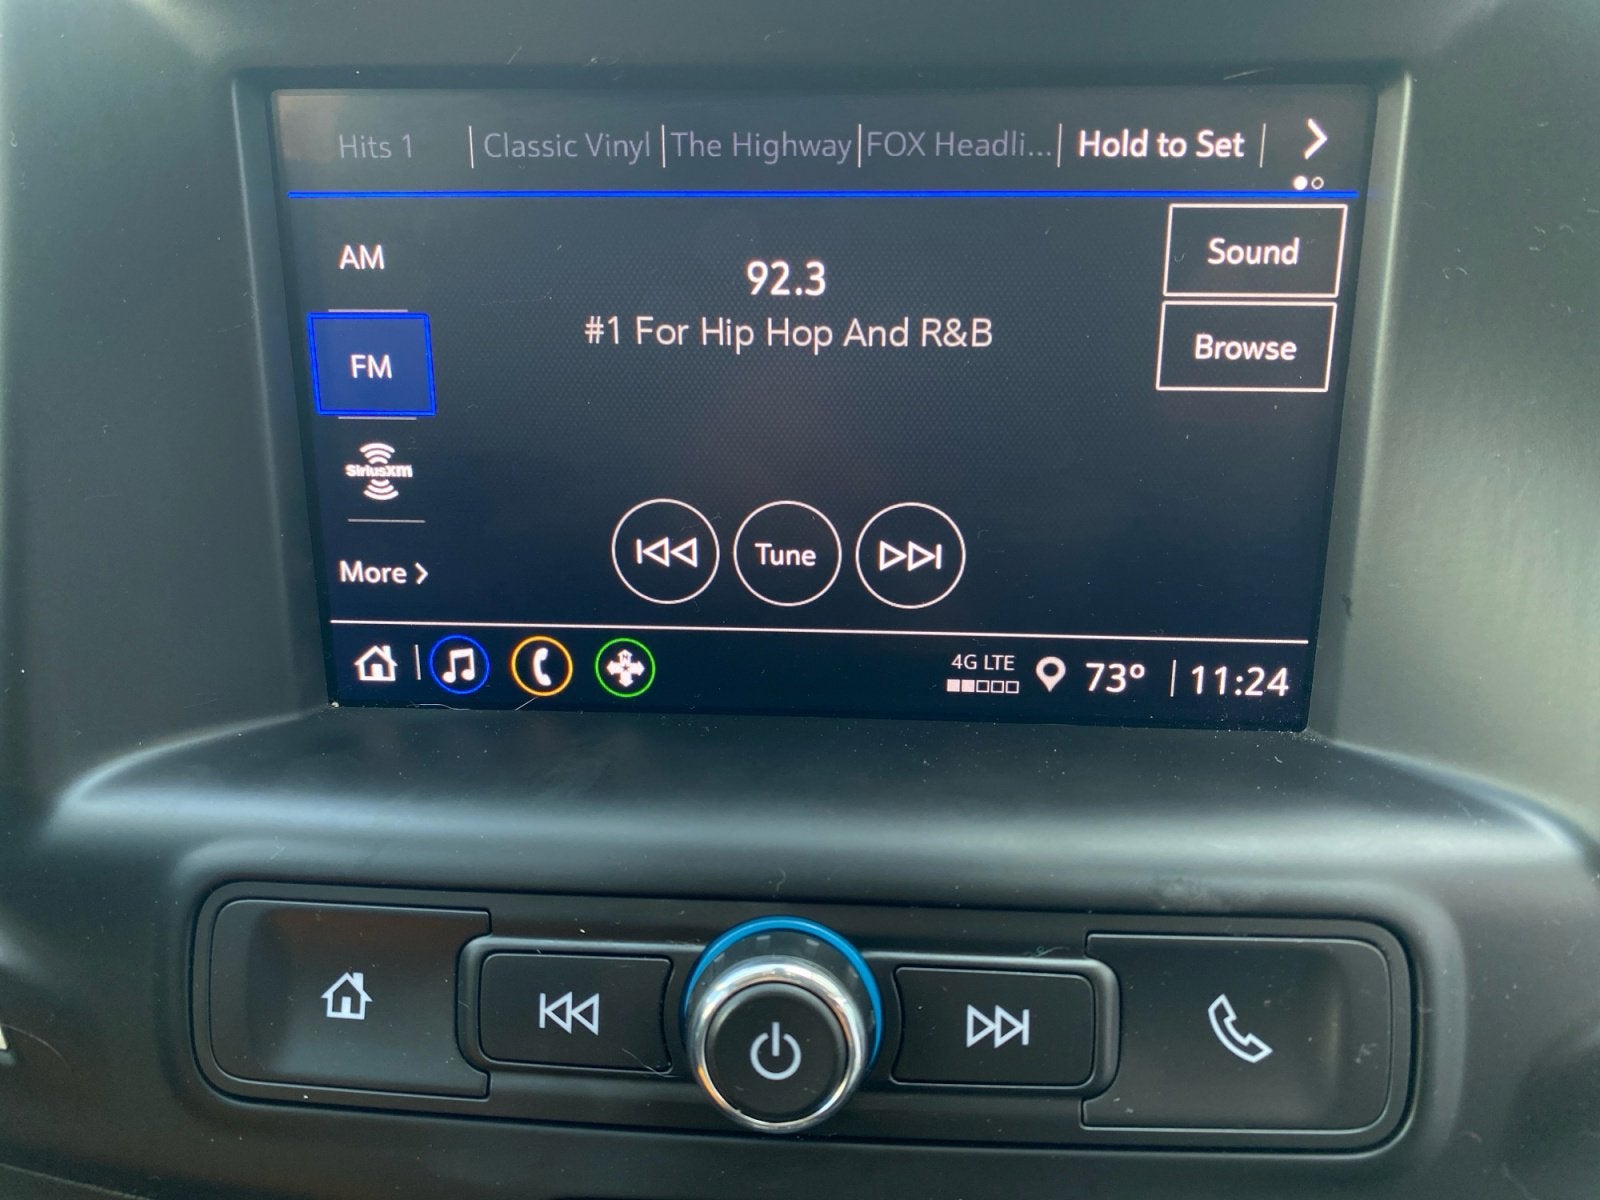 Hits 1 | Classic Vinyl | The Highway | FOX Headli... | Hold to Set |
AM
92.3
Sound
#1 For Hip Hop And R&B
Browse
FM
SiriusXM
Tune
More
N
4G LTE
73° | 11:24